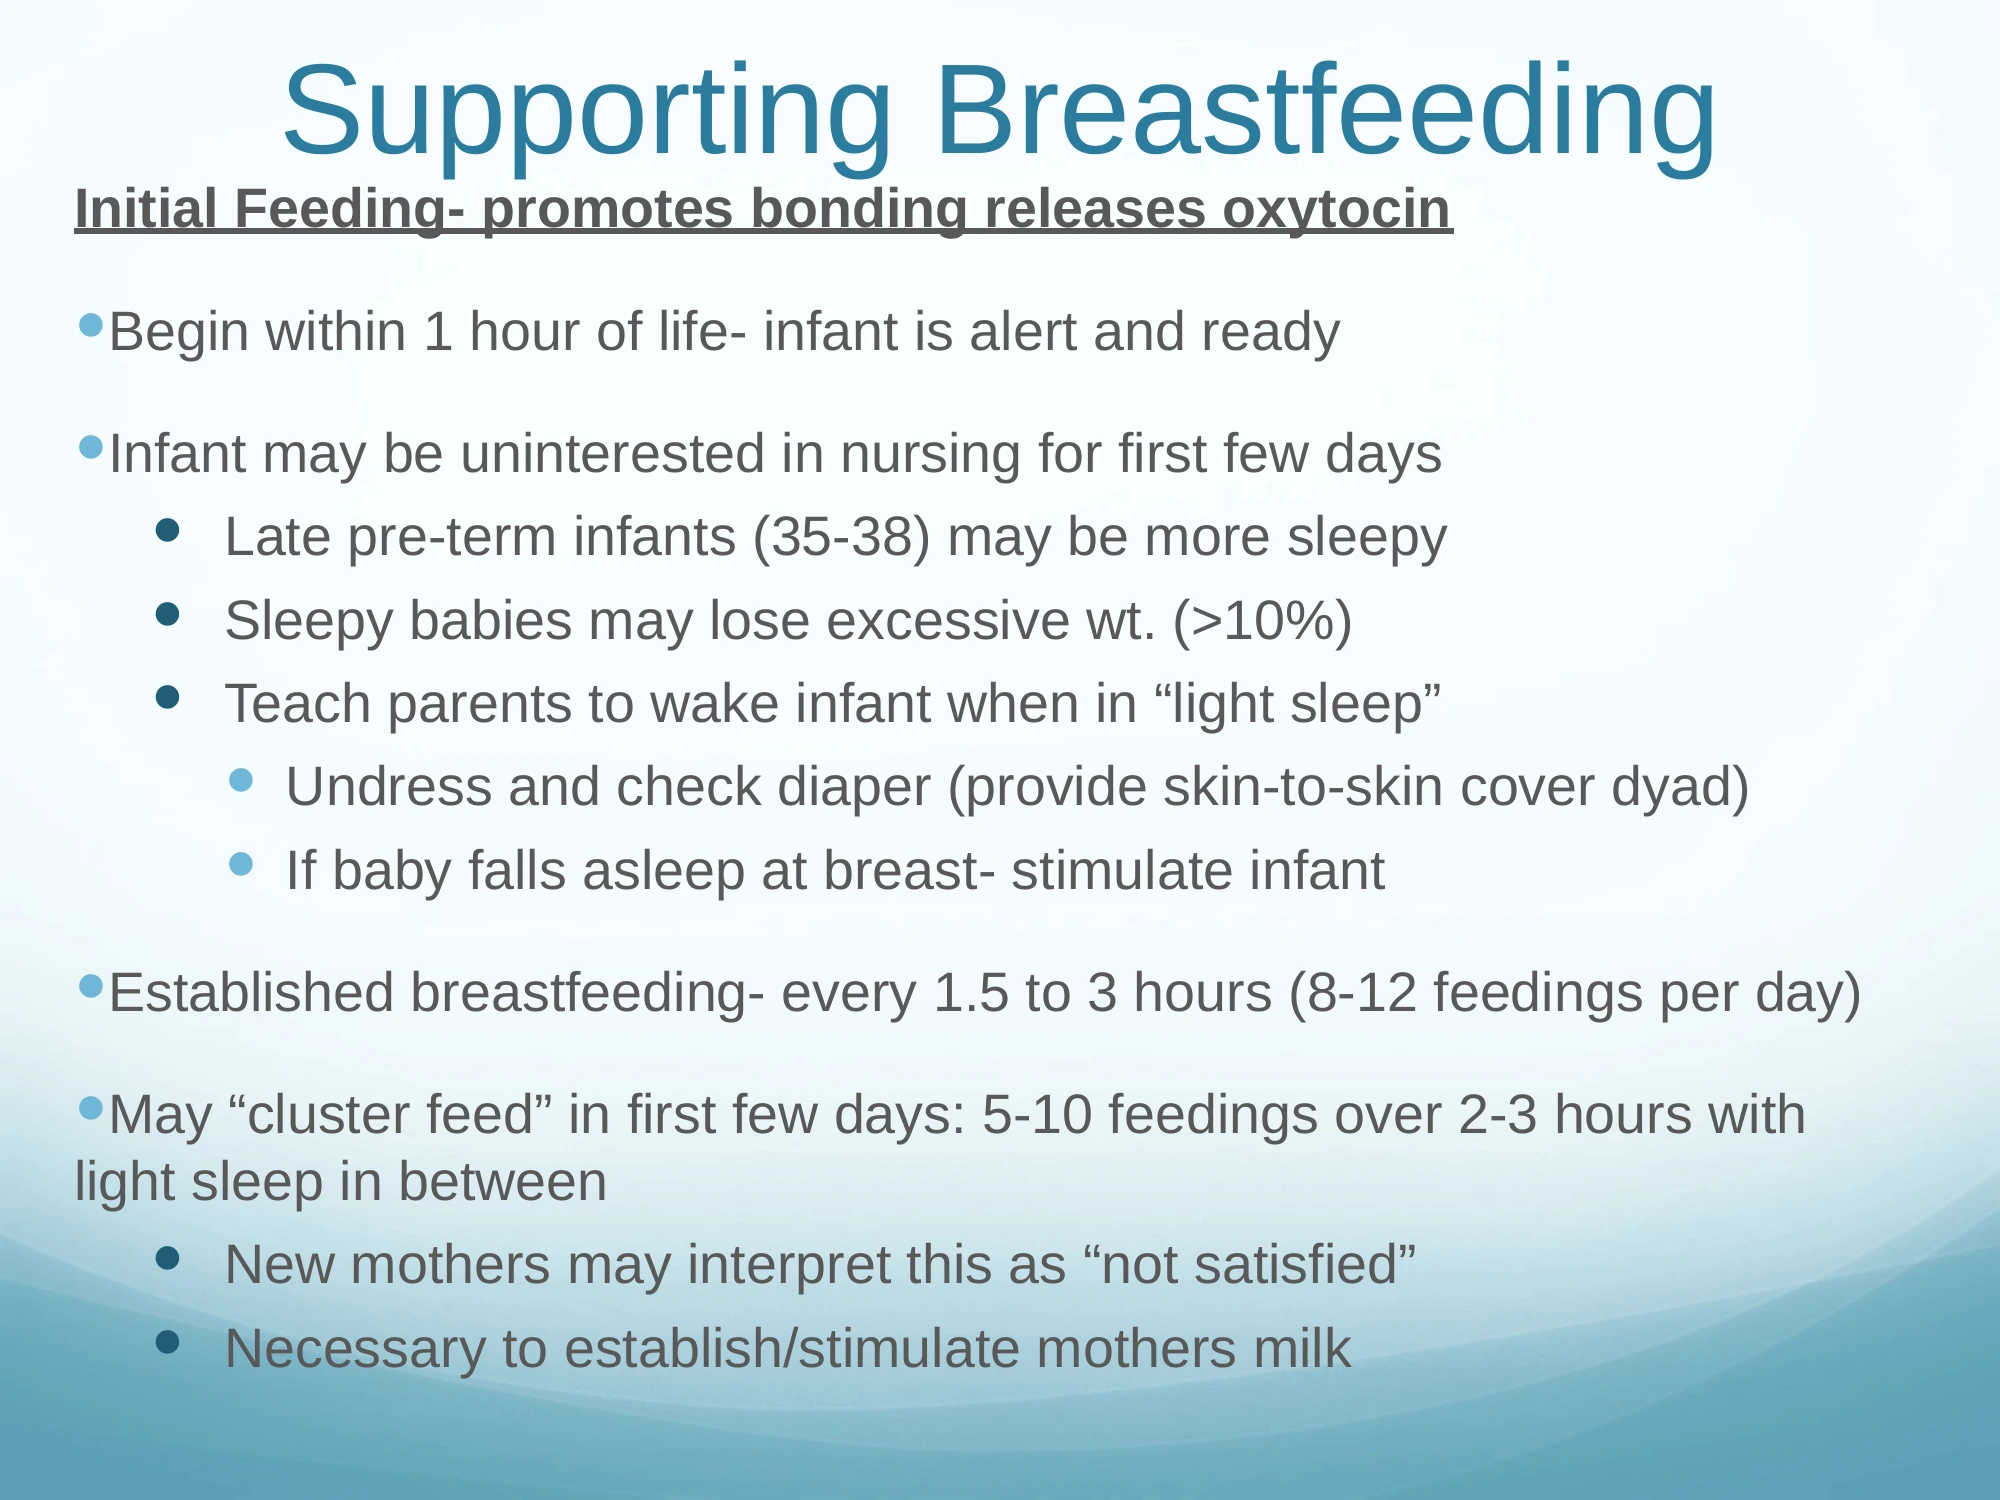 Supporting Breastfeeding
Initial Feeding- promotes bonding releases oxytocin
•Begin within 1 hour of life- infant is alert and ready
•Infant may be uninterested in nursing for first few days
• Late pre-term infants (35-38) may be more sleepy
• Sleepy babies may lose excessive wt. (>10%)
• Teach parents to wake infant when in “light sleep”
• Undress and check diaper (provide skin-to-skin cover dyad)
• If baby falls asleep at breast- stimulate infant
•Established breastfeeding- every 1.5 to 3 hours (8-12 feedings per day)
•May “cluster feed” in first few days: 5-10 feedings over 2-3 hours with
light sleep in between
• New mothers may interpret this as “not satisfied”
• Necessary to establish/stimulate mothers milk